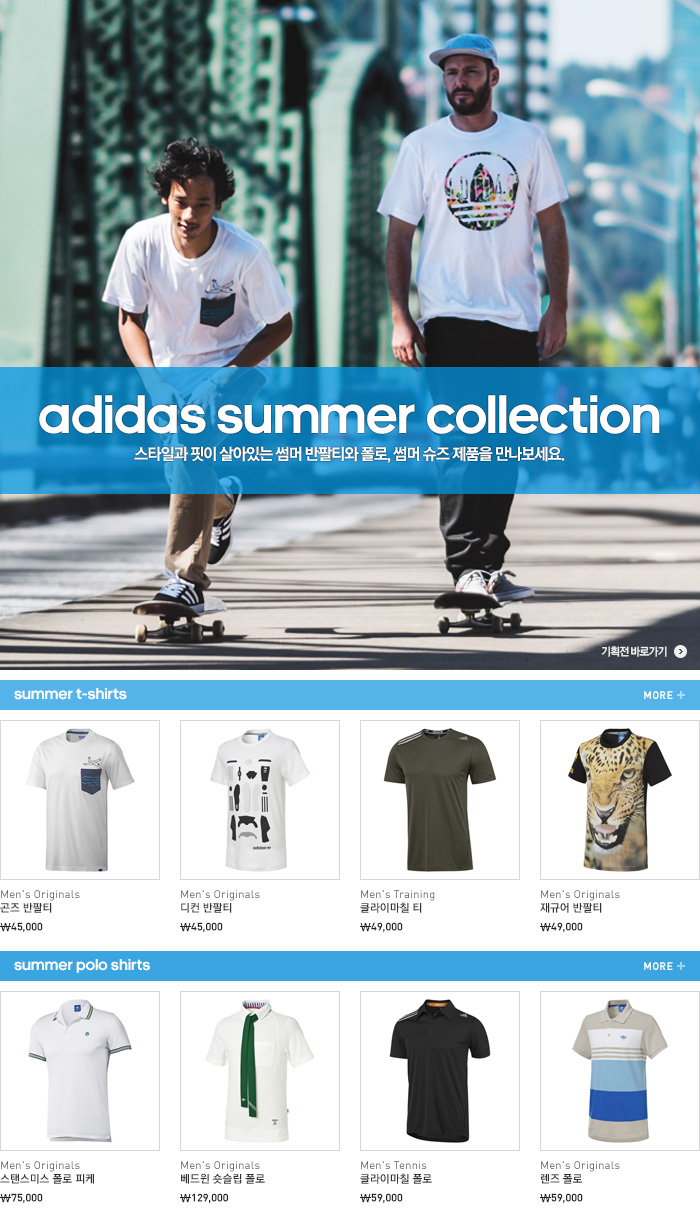 adidas summer collection
스타일과 핏이 살아있는 썸머 반팔티와 폴로, 썸머 슈즈 제품을 만나보세요.
기획전 바로가기
summer t-shirts
MORE +
Men's Originals
곤즈 반팔티
₩45,000
Men's Originals
디컨 반팔티
₩45,000
Men's Training
클라이마칠 티
₩49,000
Men's Originals
재규어 반팔티
₩49,000
summer polo shirts
MORE +
Men's Originals
스탠스미스 폴로 피케
₩75,000
Men's Originals
베드윈 숏슬립 폴로
₩129,000
Men's Tennis
클라이마칠 폴로
₩59,000
Men's Originals
렌즈 폴로
₩59,000